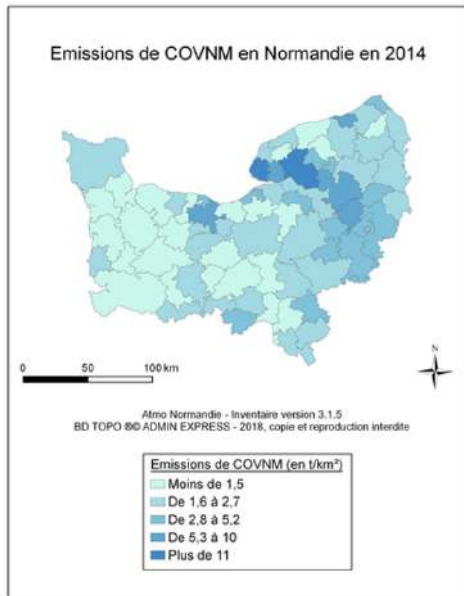 Emissions de COVNM en Normandie en 2014
N
0 50 100 km
Atmo Normandie - Inventaire version 3.1.5
BD TOPO ®© ADMIN EXPRESS - 2018, copie et reproduction interdite
Emissions de COVNM (en t/km²)
Moins de 1,5
De 1,6 à 2,7
De 2,8 à 5,2
De 5,3 à 10
Plus de 11